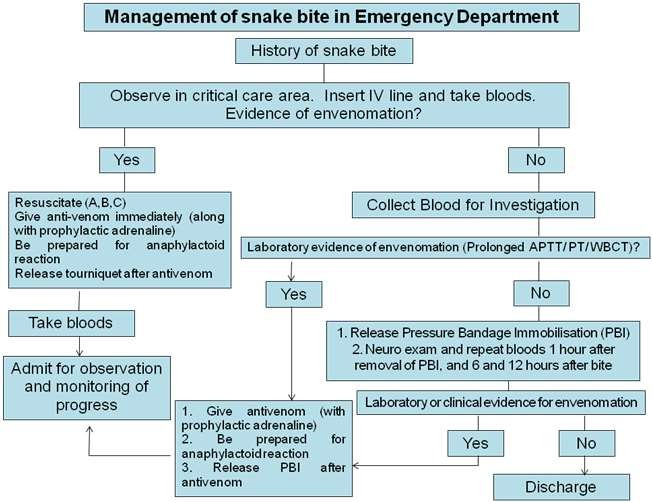 Management of snake bite in Emergency Department
History of snake bite
Observe in critical care area. Insert IV line and take bloods.
Evidence of envenomation?
Yes
No
Resuscitate (A,B,C)
Give anti-venom immediately (along
with prophylactic adrenaline)
Be prepared for anaphylactoid
reaction
Release tourniquet after antivenom
Collect Blood for Investigation
Laboratory evidence of envenomation (Prolonged APTT/PT/WBCT)?
Yes
No
Take bloods
1. Release Pressure Bandage Immobilisation (PBI)
2. Neuro exam and repeat bloods 1 hour after
removal of PBI, and 6 and 12 hours after bite
Admit for observation
and monitoring of
progress
Laboratory or clinical evidence for envenomation
1. Give antivenom (with
prophylactic adrenaline)
2. Be prepared for
anaphylactoid reaction
3. Release PBI after
antivenom
Yes
No
Discharge